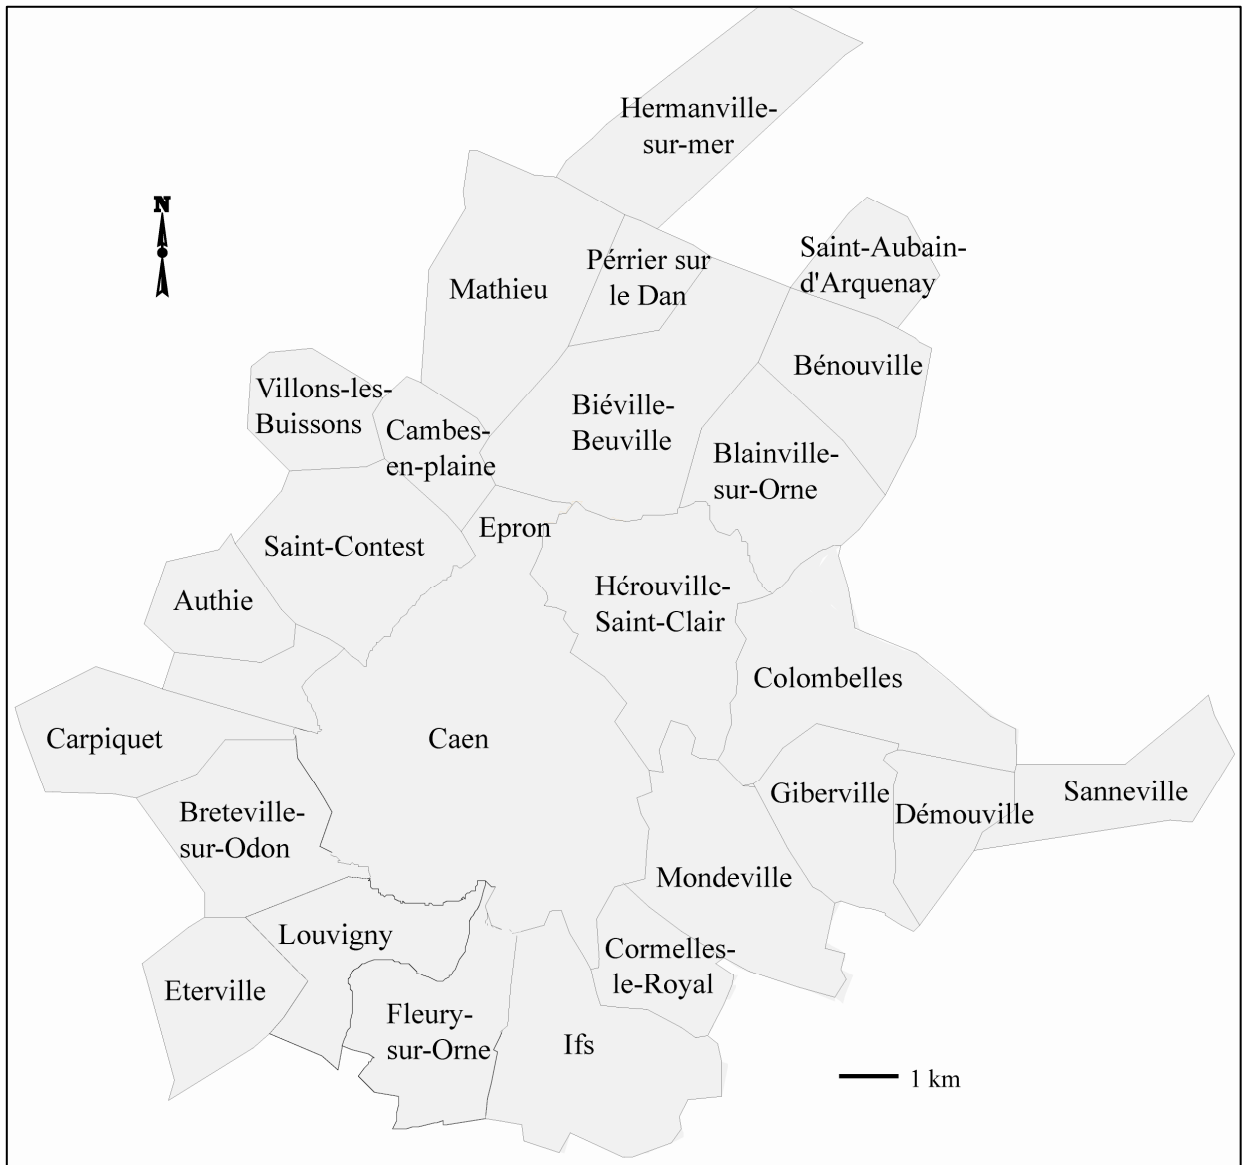 Hermanville-
sur-mer
N
Saint-Aubain-
d'Arquenay
Pérrier sur
le Dan
Mathieu
Bénouville
Villons-les-
Buissons
Biéville-
Beuville
Cambes-
en-plaine
Blainville-
sur-Orne
Epron
Saint-Contest
Hérouville-
Saint-Clair
Authie
Colombelles
Carpiquet
Caen
Giberville
Sanneville
Démouville
Breteville-
sur-Odon
Mondeville
Louvigny
Cormelles-
le-Royal
Eterville
Fleury-
sur-Orne
Ifs
1 km